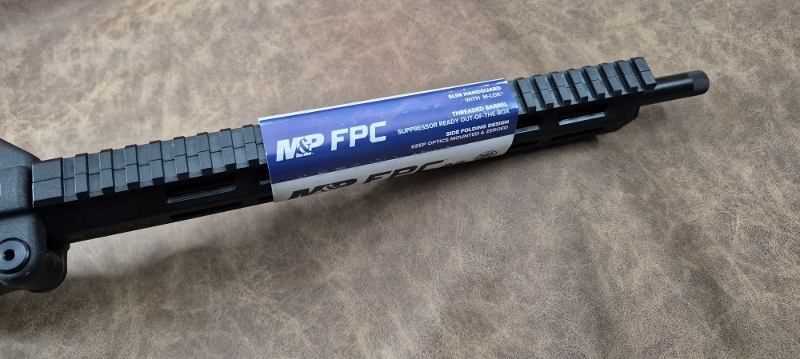 M&P FPC
SLIM HANDGUARD
WITH M-LOK®
THREADED BARREL
SUPPRESSOR READY OUT-OF-THE BOX
SIDE FOLDING DESIGN
KEEP OPTICS MOUNTED & ZEROED
M&P FPC